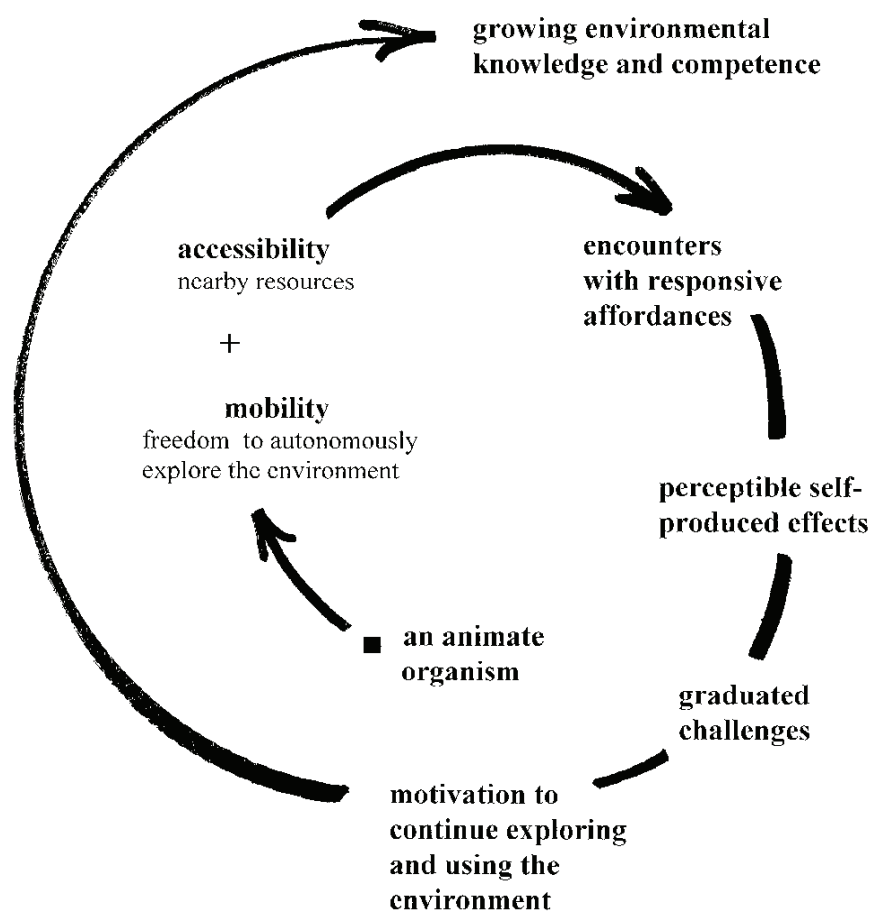 growing environmental
knowledge and competence
accessibility
nearby resources
+
mobility
freedom to autonomously
explore the environment
encounters
with responsive
affordances
perceptible self-
produced effects
an animate
organism
graduated
challenges
motivation to
continue exploring
and using the
environment